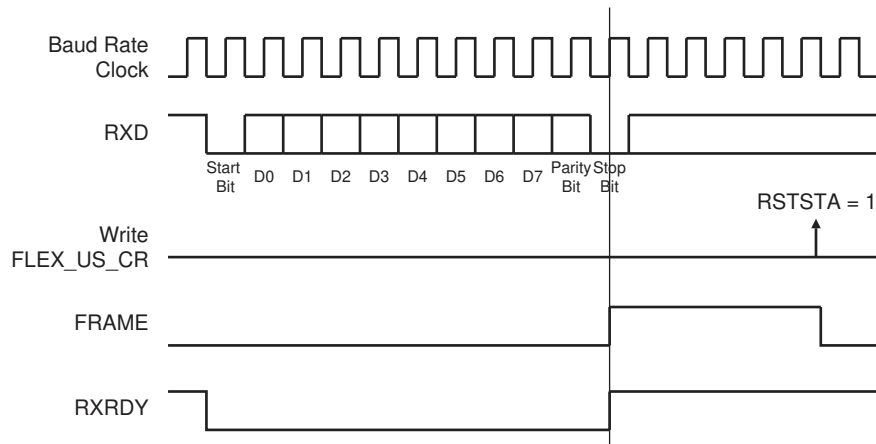 Baud Rate
Clock
RXD
Start
Bit
D0 D1 D2 D3 D4 D5 D6 D7
Parity
Bit
Stop
Bit
RSTSTA = 1
Write
FLEX_US_CR
FRAME
RXRDY